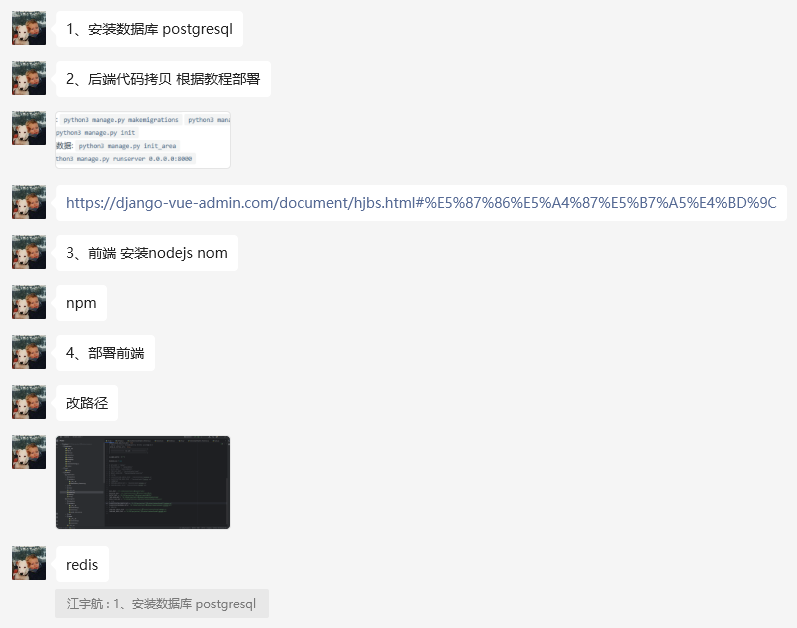 1、安装数据库 postgresql
2、后端代码拷贝 根据教程部署
: python3 manage.py makemigrations python3 man
python3 manage.py init
数据: python3 manage.py init_area
thon3 manage.py runserver 0.0.0.0:8000
https://django-vue-admin.com/document/hjbs.html#%E5%87%86%E5%A4%87%E5%B7%A5%E4%BD%9C
3、前端 安装nodejs nom
npm
4、部署前端
改路径
redis
江宇航 : 1、安装数据库 postgresql